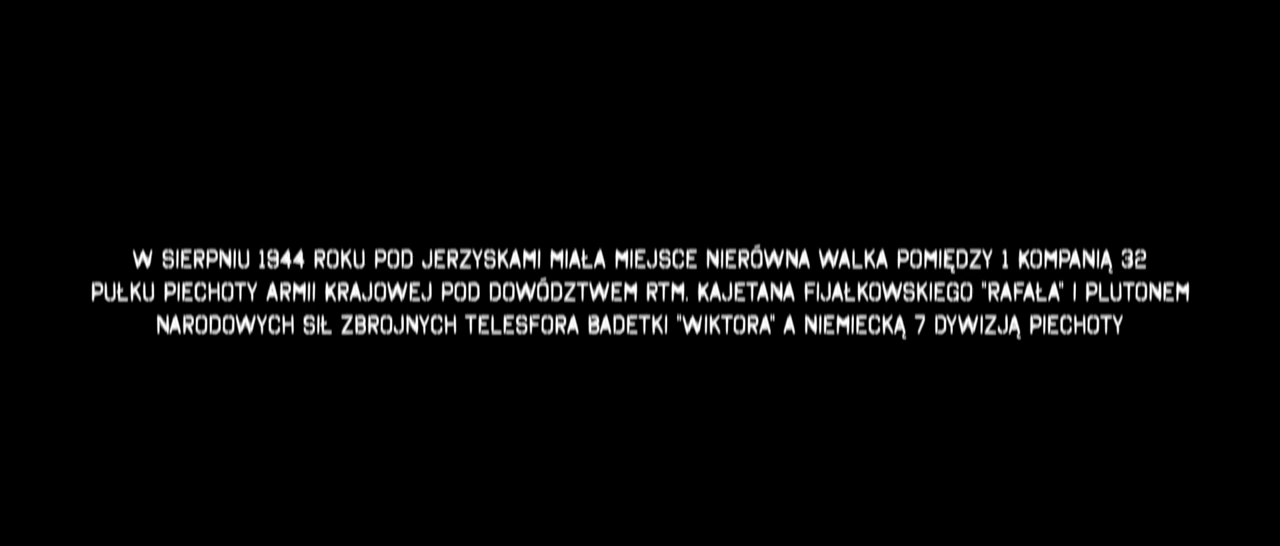 W SIERPNIU 1944 ROKU POD JERZYSKAMI MIAŁA MIEJSCE NIERÓWNA WALKA POMIĘDZY 1 KOMPANIĄ 32
PUŁKU PIECHOTY ARMII KRAJOWEJ POD DOWÓDZTWEM RTM. KAJETANA FIJAŁKOWSKIEGO "RAFAŁA" I PLUTONEM
NARODOWYCH SIŁ ZBROJNYCH TELESFORA BADETKI "WIKTORA" A NIEMIECKĄ 7 DYWIZJĄ PIECHOTY